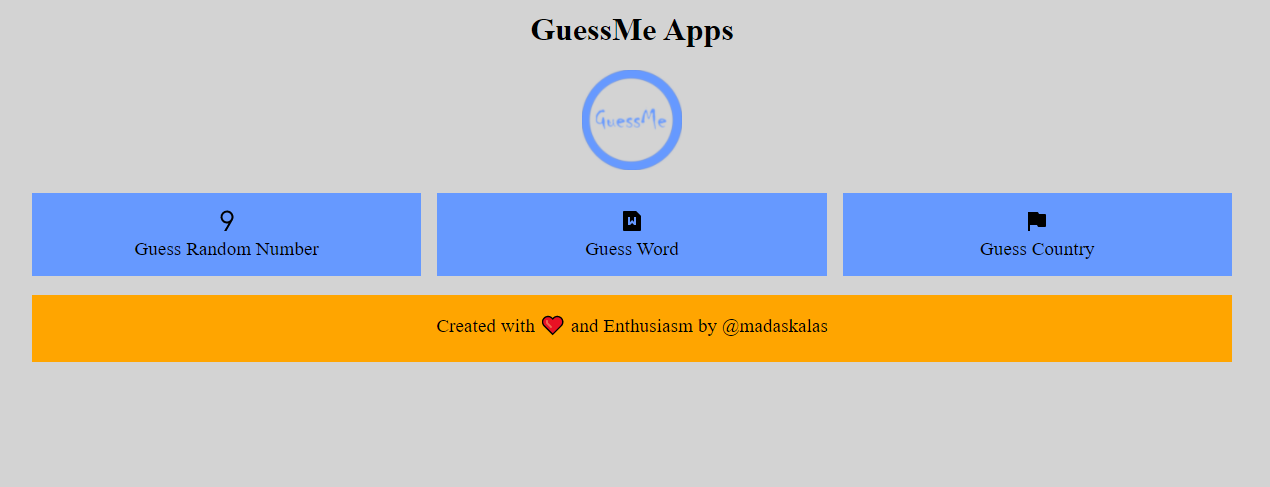 GuessMe Apps
GuessMe
9
Guess Random Number
W
Guess Word
Guess Country
Created with ❤️ and Enthusiasm by @madaskalas